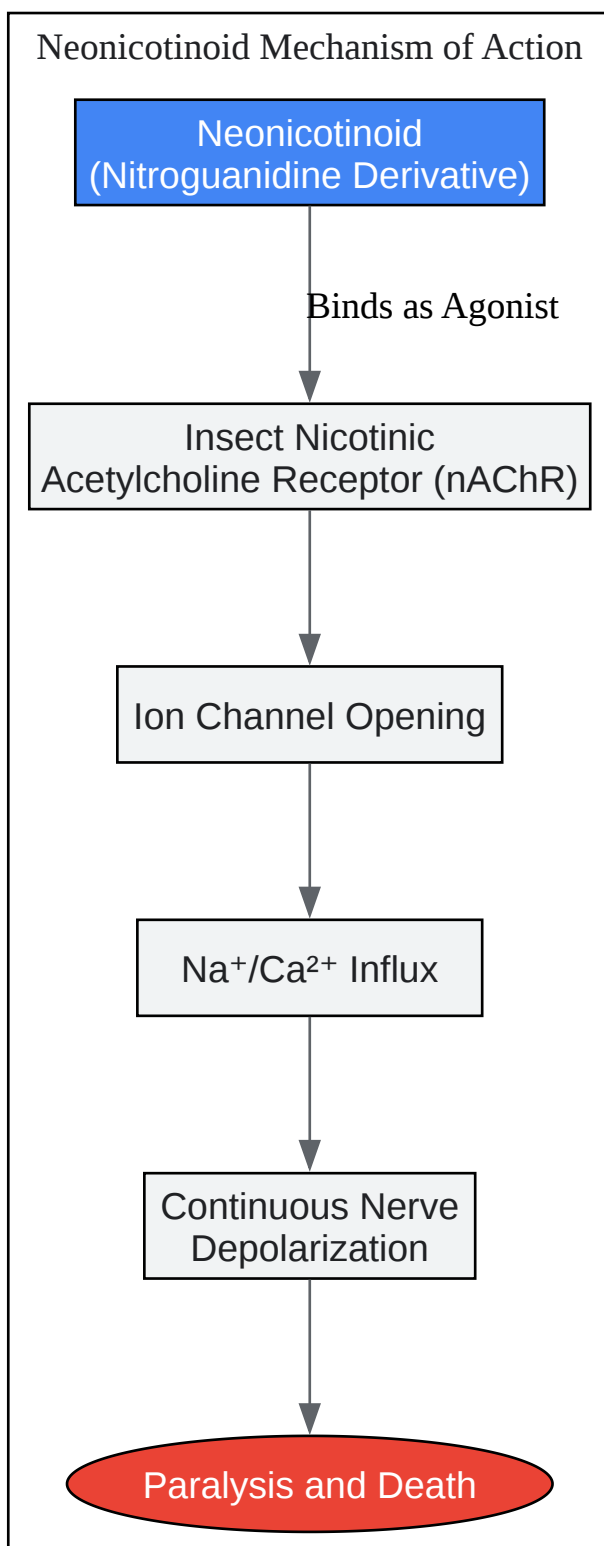 Neonicotinoid Mechanism of Action
Neonicotinoid
(Nitroguanidine Derivative)
Binds as Agonist
Insect Nicotinic
Acetylcholine Receptor (nAChR)
Ion Channel Opening
Na⁺/Ca²⁺ Influx
Continuous Nerve
Depolarization
Paralysis and Death